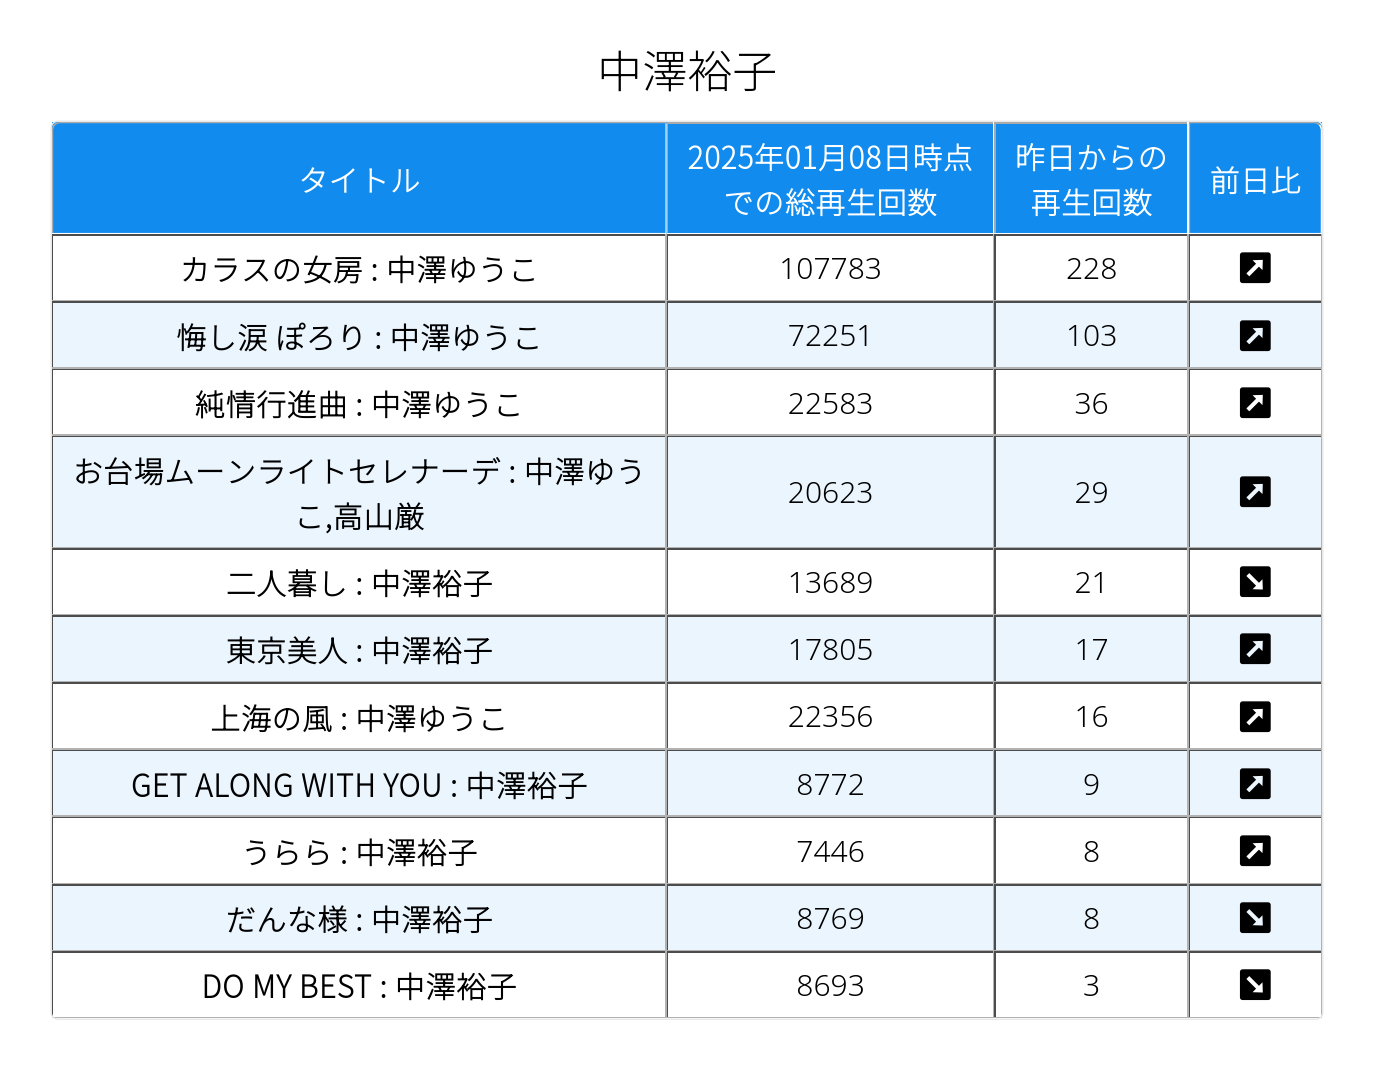 中澤裕子
タイトル
2025年01月08日時点
での総再生回数
昨日からの
再生回数
前日比
カラスの女房 : 中澤ゆうこ
107783
228
悔し涙 ぽろり : 中澤ゆうこ
72251
103
純情行進曲 : 中澤ゆうこ
22583
36
お台場ムーンライトセレナーデ : 中澤ゆう
こ,高山厳
20623
29
二人暮し : 中澤裕子
13689
21
東京美人 : 中澤裕子
17805
17
上海の風 : 中澤ゆうこ
22356
16
GET ALONG WITH YOU : 中澤裕子
8772
9
うらら : 中澤裕子
7446
8
だんな様 : 中澤裕子
8769
8
DO MY BEST : 中澤裕子
8693
3